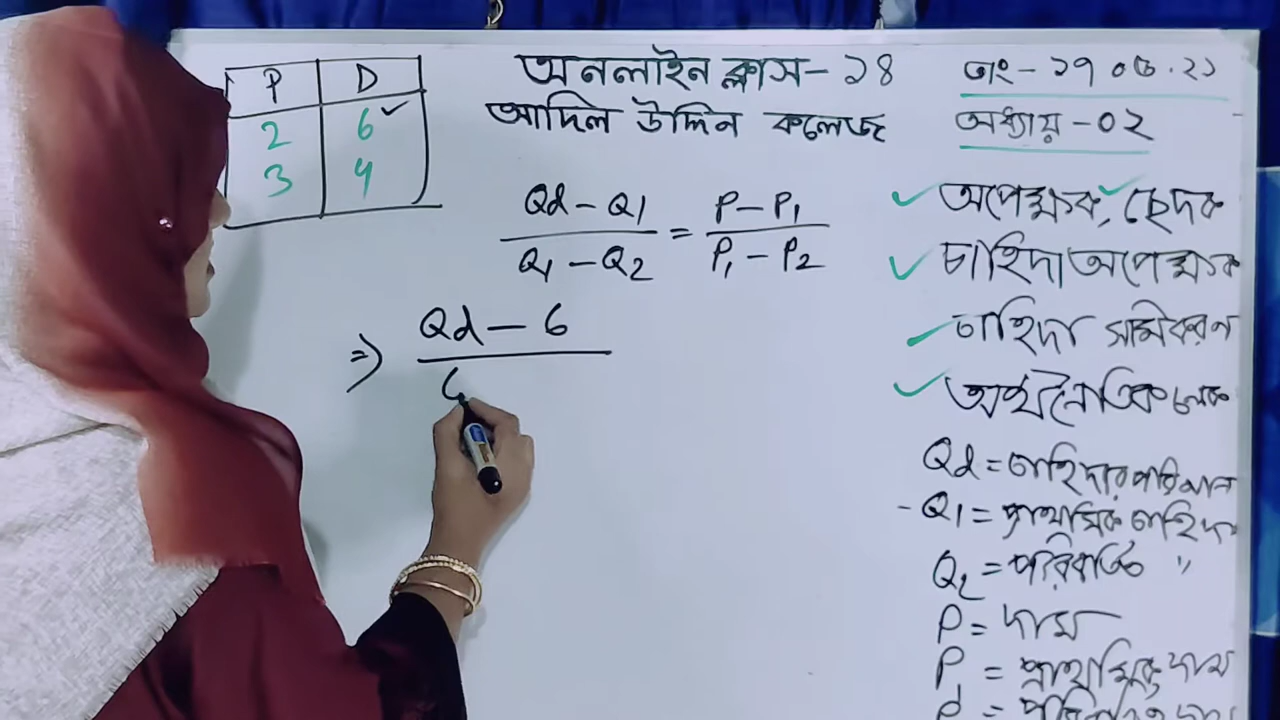 P D
2 6 ✓
3 4
অনলাইন ক্লাস - ১৪
আদিল উদ্দিন কলেজ
Qd - Q1 / Q1 - Q2 = P - P1 / P1 - P2
⇒ Qd - 6
6
তাং - ১৭ ০৫.২১
অধ্যায় - ০২
✓ অপেক্ষক, ✓ ছেদক
✓ চাহিদা অপেক্ষক
✓ চাহিদা সমিকরণ
✓ অর্থনৈতিক চলক
Qd = চাহিদার পরিমান
- Q1 = প্রাথমিক চাহিদা
Q2 = পরিবর্তিত "
P = দাম
P = প্রাথমিক দাম